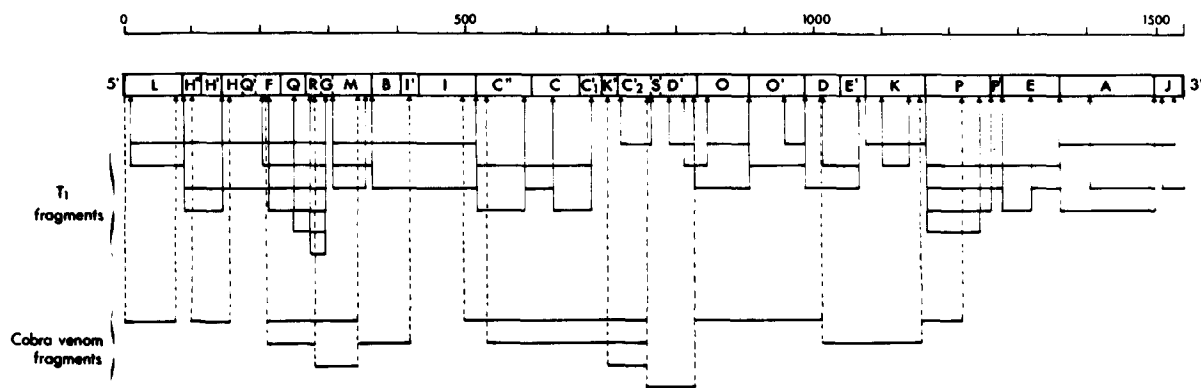 0 500 1000 1500
5' L H" H' H Q' F Q R G M B I' I C" C C'1 K' C'2 S' D' O O' D E' K P P' E A J 3'
T1
fragments
Cobra venom
fragments